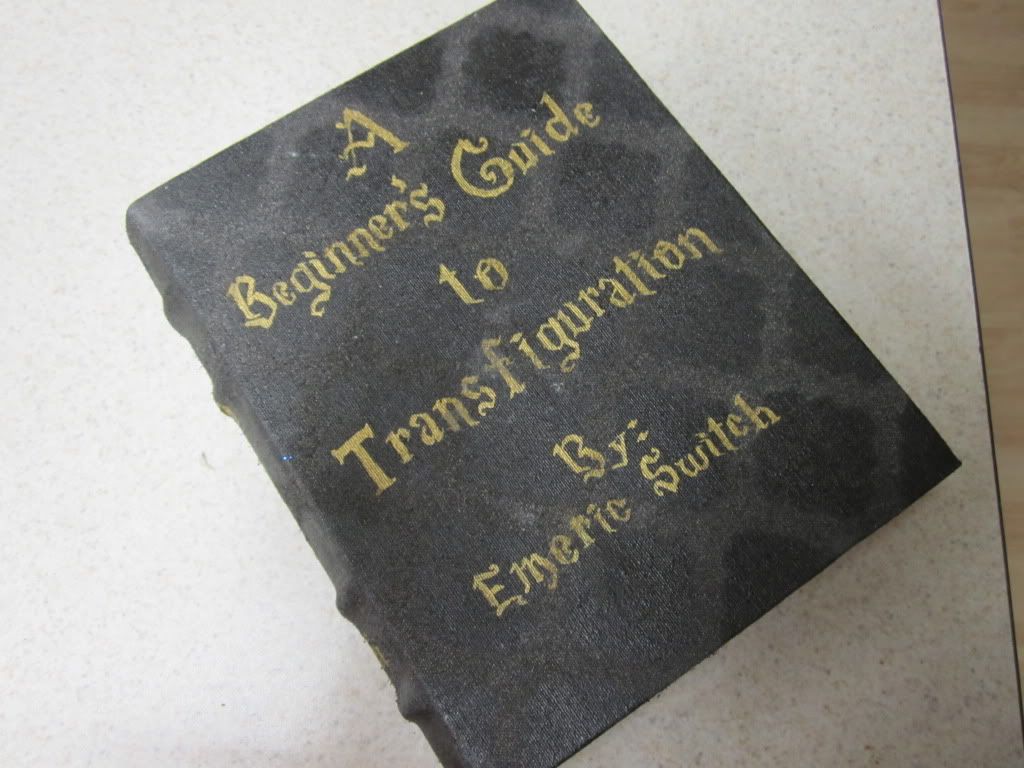 A
Beginner's Guide
to
Transfiguration
By:
Emeric Switch